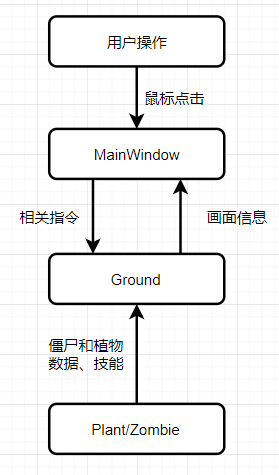 用户操作
鼠标点击
MainWindow
相关指令
画面信息
Ground
僵尸和植物
数据、技能
Plant/Zombie